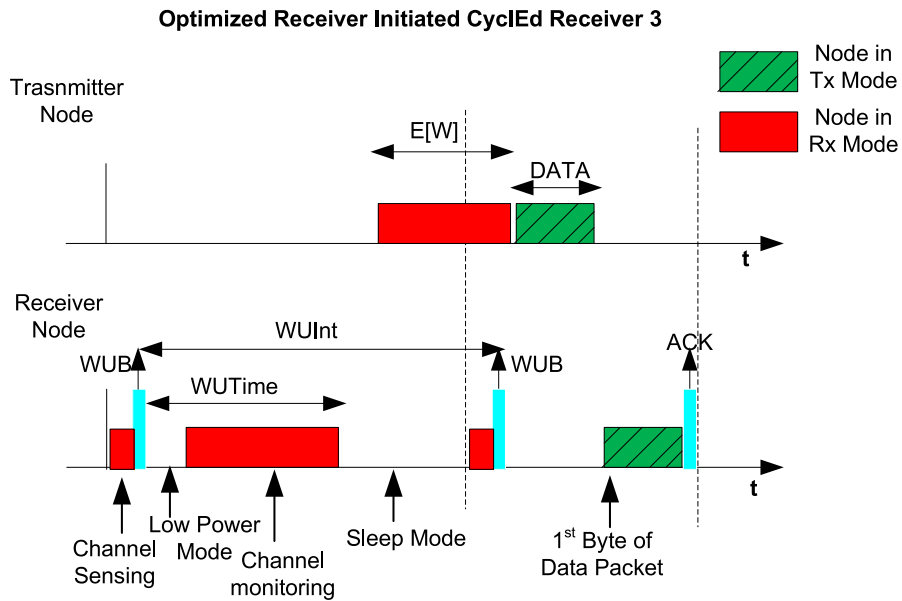 Optimized Receiver Initiated CyclEd Receiver 3
Node in
Tx Mode
Node in
Rx Mode
Trasnmitter
Node
E[W]
DATA
t
Receiver
Node
WUInt
WUB
WUTime
WUB
ACK
t
Channel
Sensing
Low Power
Mode
Channel
monitoring
Sleep Mode
1st Byte of
Data Packet